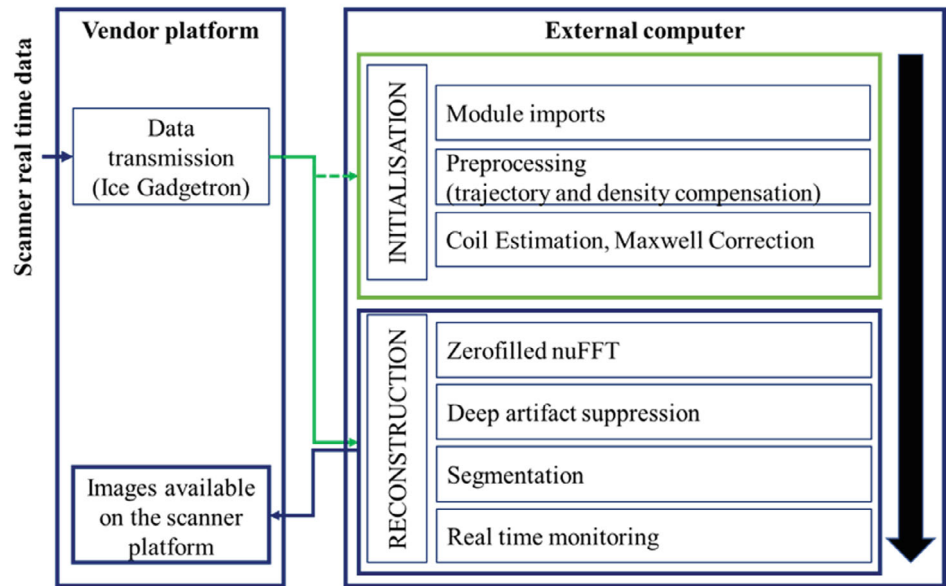 Scanner real time data
Vendor platform
Data
transmission
(Ice Gadgetron)
Images available
on the scanner
platform
External computer
INITIALISATION
Module imports
Preprocessing
(trajectory and density compensation)
Coil Estimation, Maxwell Correction
RECONSTRUCTION
Zerofilled nuFFT
Deep artifact suppression
Segmentation
Real time monitoring